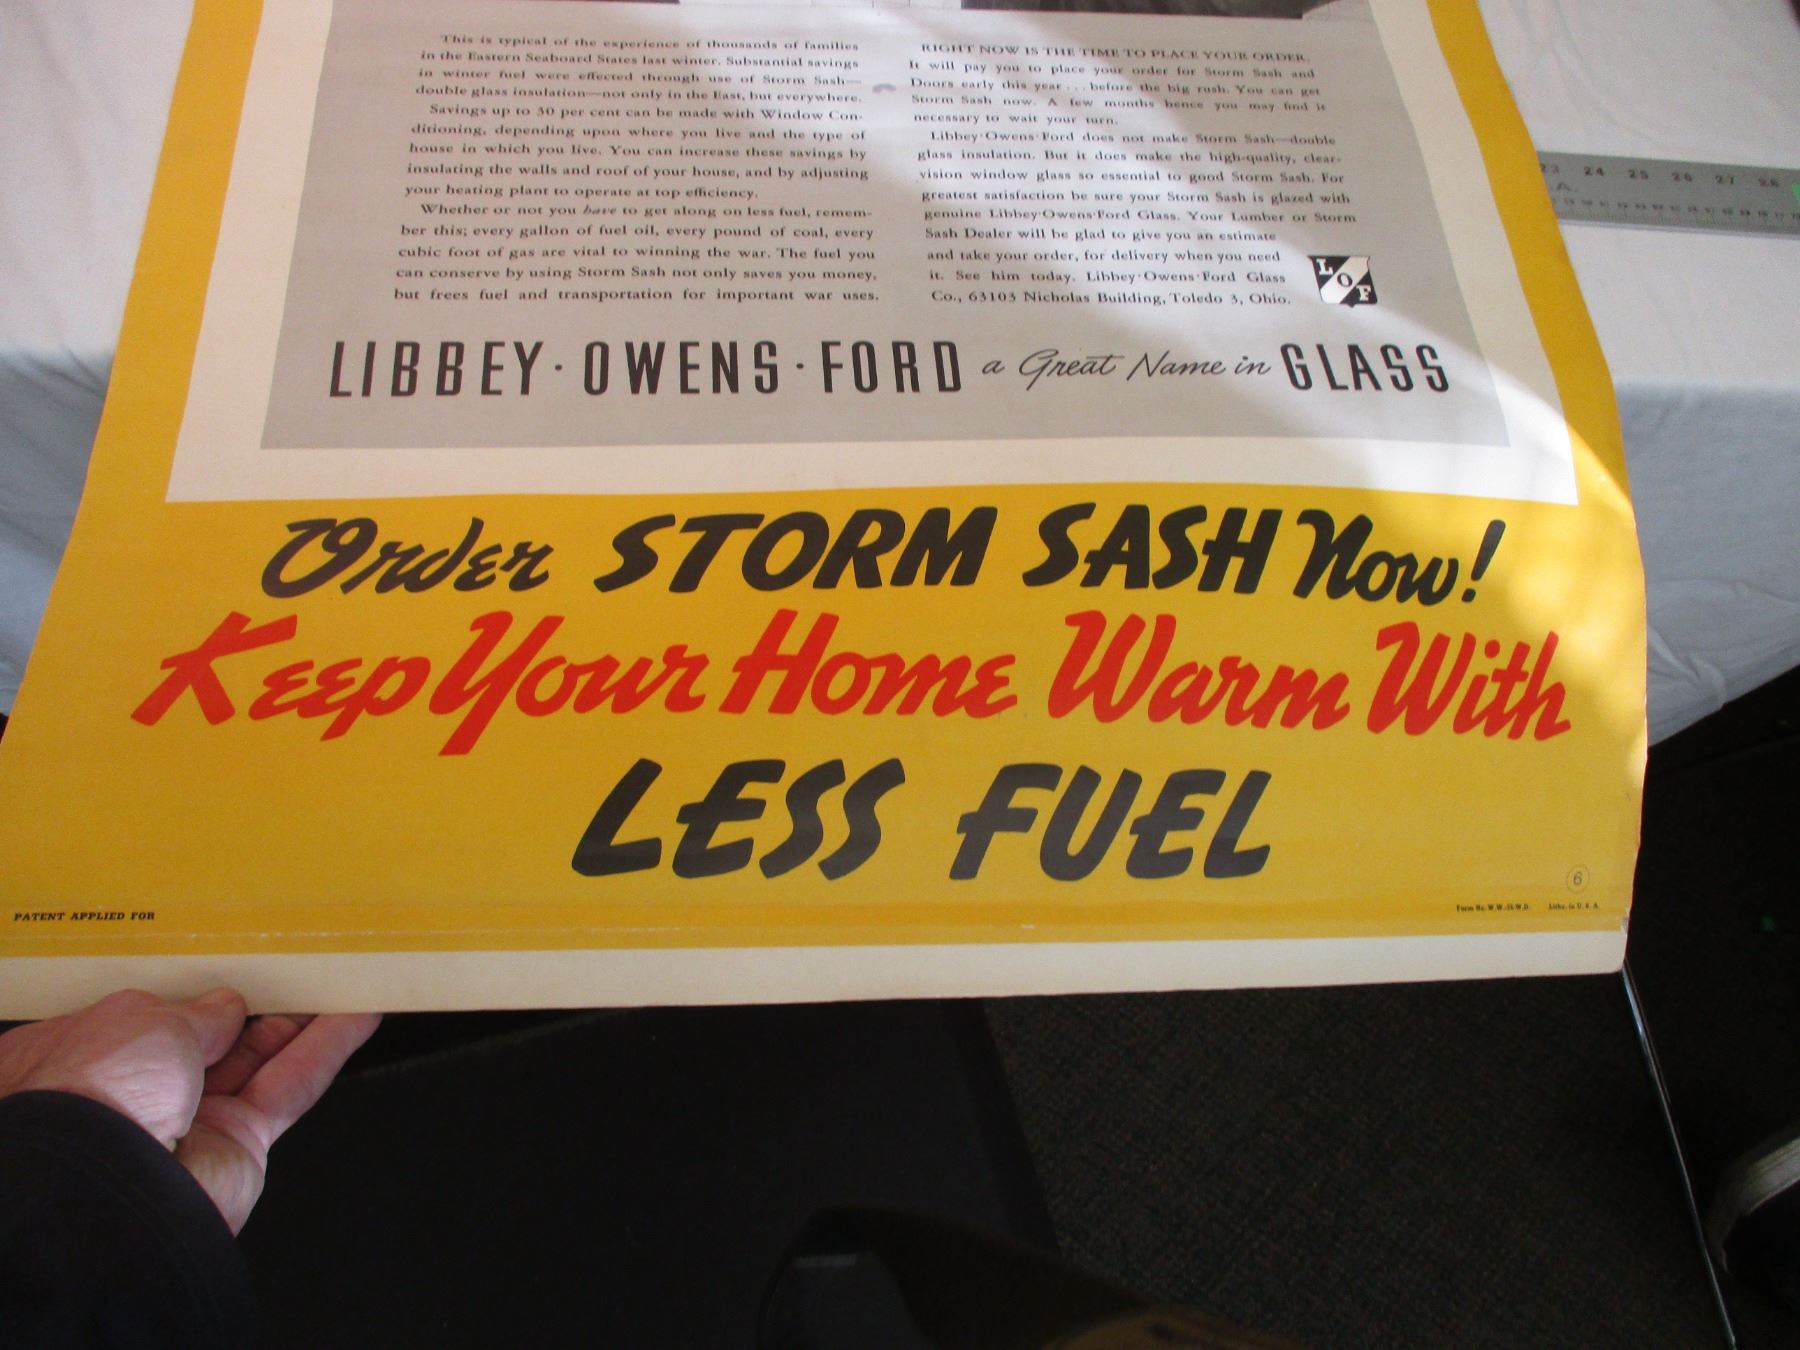 This is typical of the experience of thousands of families
in the Eastern Seaboard States last winter. Substantial savings
in winter fuel were effected through use of Storm Sash—
double glass insulation—not only in the East, but everywhere.
Savings up to 30 per cent can be made with Window Con-
ditioning, depending upon where you live and the type of
house in which you live. You can increase these savings by
insulating the walls and roof of your house, and by adjusting
your heating plant to operate at top efficiency.
Whether or not you have to get along on less fuel, remem-
ber this; every gallon of fuel oil, every pound of coal, every
cubic foot of gas are vital to winning the war. The fuel you
can conserve by using Storm Sash not only saves you money,
but frees fuel and transportation for important war uses.
RIGHT NOW IS THE TIME TO PLACE YOUR ORDER.
It will pay you to place your order for Storm Sash and
Doors early this year . . . before the big rush. You can get
Storm Sash now. A few months hence you may find it
necessary to wait your turn.
Libbey·Owens·Ford does not make Storm Sash—double
glass insulation. But it does make the high-quality, clear-
vision window glass so essential to good Storm Sash. For
greatest satisfaction be sure your Storm Sash is glazed with
genuine Libbey·Owens·Ford Glass. Your Lumber or Storm
Sash Dealer will be glad to give you an estimate
and take your order, for delivery when you need
it. See him today. Libbey·Owens·Ford Glass
Co., 63103 Nicholas Building, Toledo 3, Ohio.
LOF
LIBBEY·OWENS·FORD a Great Name in GLASS
Order STORM SASH Now!
Keep Your Home Warm With
LESS FUEL
6
PATENT APPLIED FOR
Form No. Litho. in U. S. A.
23 24 25 26 27 28